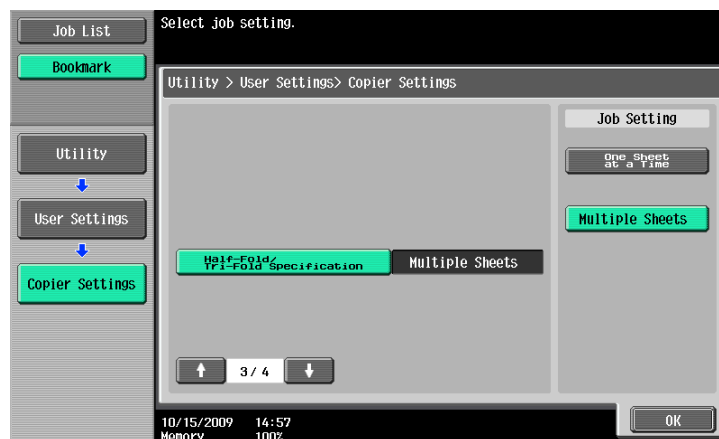 Job List
Select job setting.
Bookmark
Utility > User Settings> Copier Settings
Job Setting
One Sheet
at a Time
Utility
User Settings
Multiple Sheets
Half-Fold/
Tri-Fold Specification
Multiple Sheets
Copier Settings
3/ 4
OK
10/15/2009 14:57
Memory 100%